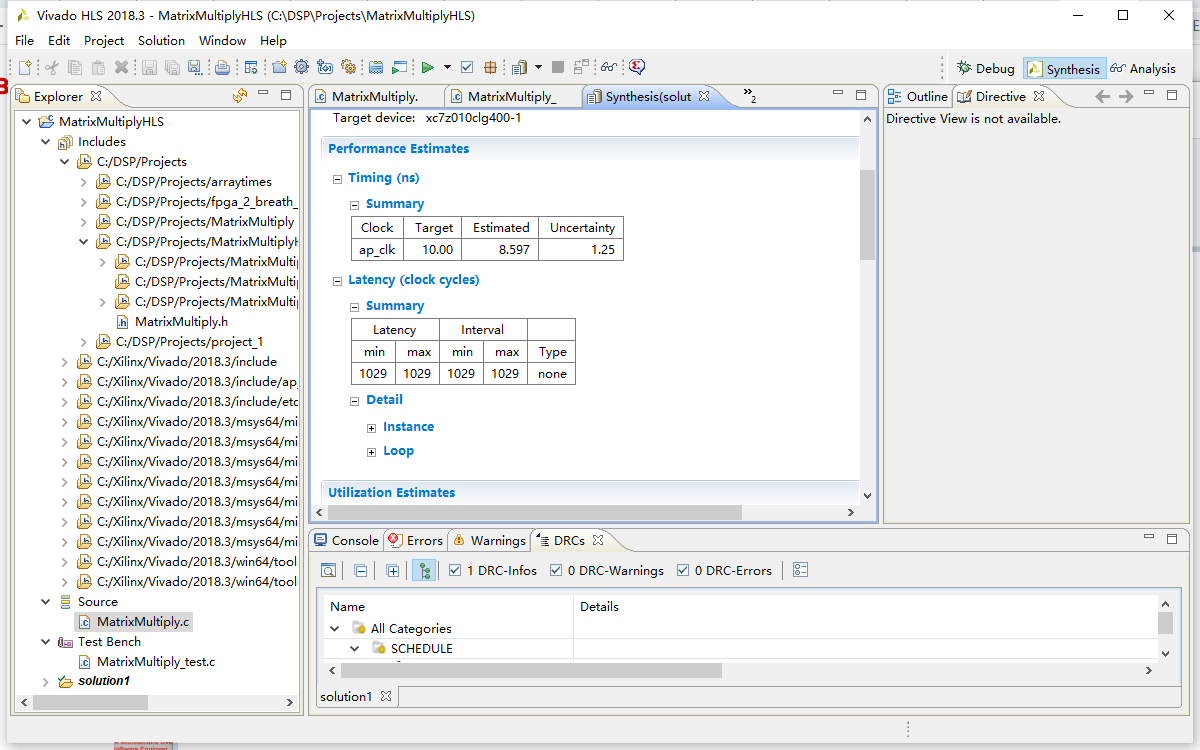 Vivado HLS 2018.3 - MatrixMultiplyHLS (C:\DSP\Projects\MatrixMultiplyHLS)
File Edit Project Solution Window Help
Debug Synthesis Analysis
Explorer
MatrixMultiplyHLS
Includes
C:/DSP/Projects
C:/DSP/Projects/arraytimes
C:/DSP/Projects/fpga_2_breath_
C:/DSP/Projects/MatrixMultiply
C:/DSP/Projects/MatrixMultiplyH
C:/DSP/Projects/MatrixMultip
C:/DSP/Projects/MatrixMultip
C:/DSP/Projects/MatrixMultip
MatrixMultiply.h
C:/DSP/Projects/project_1
C:/Xilinx/Vivado/2018.3/include
C:/Xilinx/Vivado/2018.3/include/ap_
C:/Xilinx/Vivado/2018.3/include/etc
C:/Xilinx/Vivado/2018.3/msys64/mi
C:/Xilinx/Vivado/2018.3/msys64/mi
C:/Xilinx/Vivado/2018.3/msys64/mi
C:/Xilinx/Vivado/2018.3/msys64/mi
C:/Xilinx/Vivado/2018.3/msys64/mi
C:/Xilinx/Vivado/2018.3/msys64/mi
C:/Xilinx/Vivado/2018.3/msys64/mi
C:/Xilinx/Vivado/2018.3/win64/tool
C:/Xilinx/Vivado/2018.3/win64/tool
Source
MatrixMultiply.c
Test Bench
MatrixMultiply_test.c
solution1
MatrixMultiply. MatrixMultiply_ Synthesis(solut »2
Target device: xc7z010clg400-1
Performance Estimates
Timing (ns)
Summary
Clock Target Estimated Uncertainty
ap_clk 10.00 8.597 1.25
Latency (clock cycles)
Summary
Latency Interval
min max min max Type
1029 1029 1029 1029 none
Detail
Instance
Loop
Utilization Estimates
Outline Directive
Directive View is not available.
Console Errors Warnings DRCs
1 DRC-Infos 0 DRC-Warnings 0 DRC-Errors
Name Details
All Categories
SCHEDULE
solution1